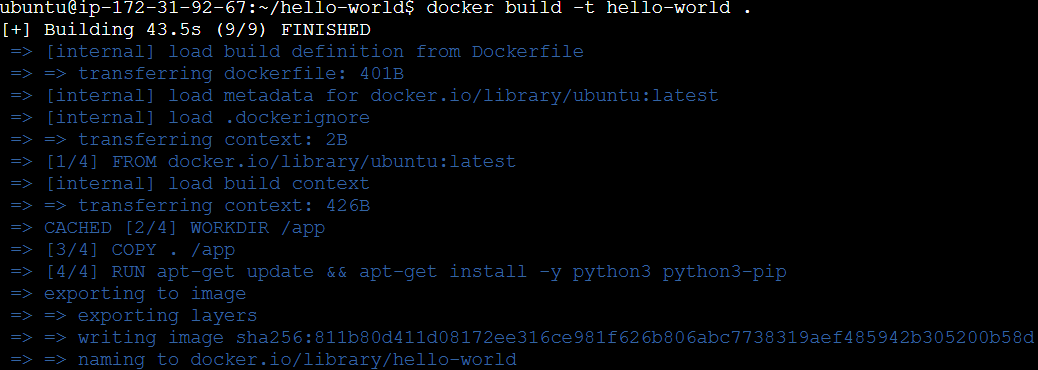 ubuntu@ip-172-31-92-67:~/hello-world$ docker build -t hello-world .
[+] Building 43.5s (9/9) FINISHED
=> [internal] load build definition from Dockerfile
=> => transferring dockerfile: 401B
=> [internal] load metadata for docker.io/library/ubuntu:latest
=> [internal] load .dockerignore
=> => transferring context: 2B
=> [1/4] FROM docker.io/library/ubuntu:latest
=> [internal] load build context
=> => transferring context: 426B
=> CACHED [2/4] WORKDIR /app
=> [3/4] COPY . /app
=> [4/4] RUN apt-get update && apt-get install -y python3 python3-pip
=> exporting to image
=> => exporting layers
=> => writing image sha256:811b80d411d08172ee316ce981f626b806abc7738319aef485942b305200b58d
=> => naming to docker.io/library/hello-world